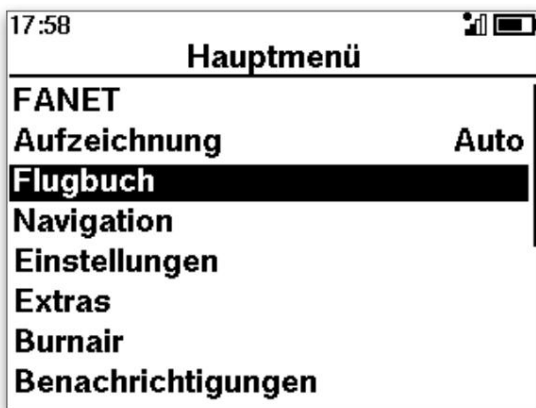 17:58
Hauptmenü
FANET
Aufzeichnung Auto
Flugbuch
Navigation
Einstellungen
Extras
Burnair
Benachrichtigungen